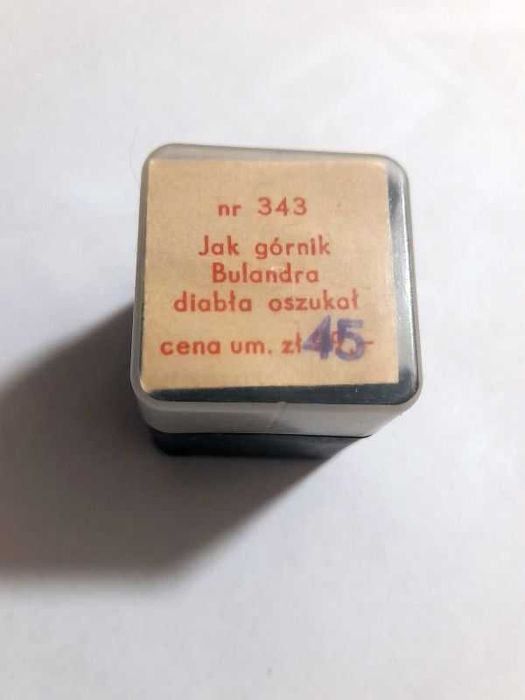 nr 343
Jak górnik
Bulandra
diabła oszukał
cena um. zł 45,–